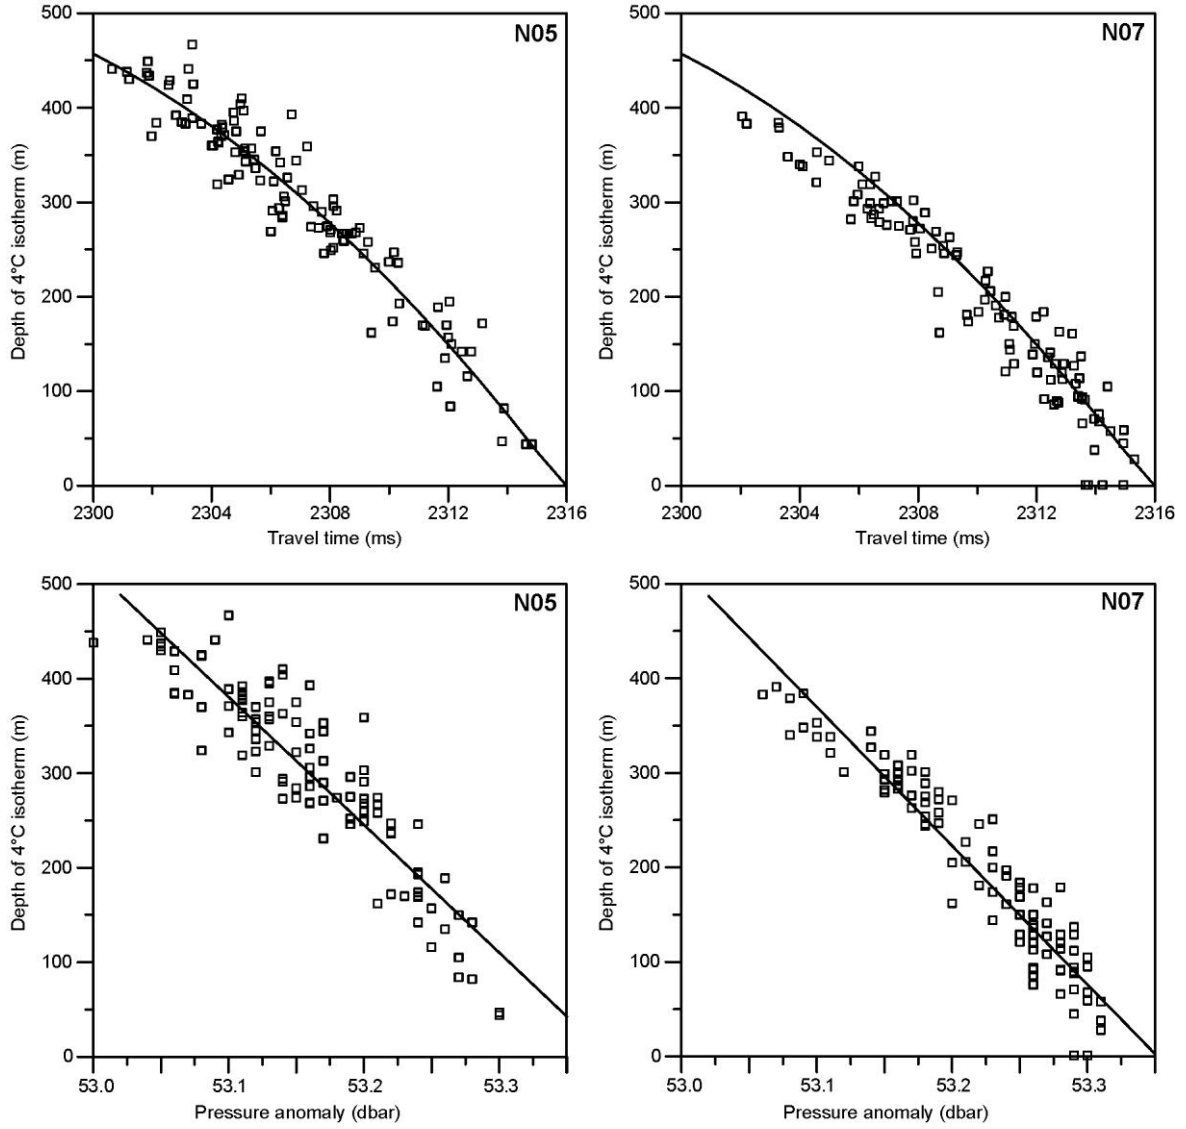 N05
500
400
300
200
100
0
Depth of 4°C isotherm (m)
2300 2304 2308 2312 2316
Travel time (ms)
N07
500
400
300
200
100
0
Depth of 4°C isotherm (m)
2300 2304 2308 2312 2316
Travel time (ms)
N05
500
400
300
200
100
0
Depth of 4°C isotherm (m)
53.0 53.1 53.2 53.3
Pressure anomaly (dbar)
N07
500
400
300
200
100
0
Depth of 4°C isotherm (m)
53.0 53.1 53.2 53.3
Pressure anomaly (dbar)